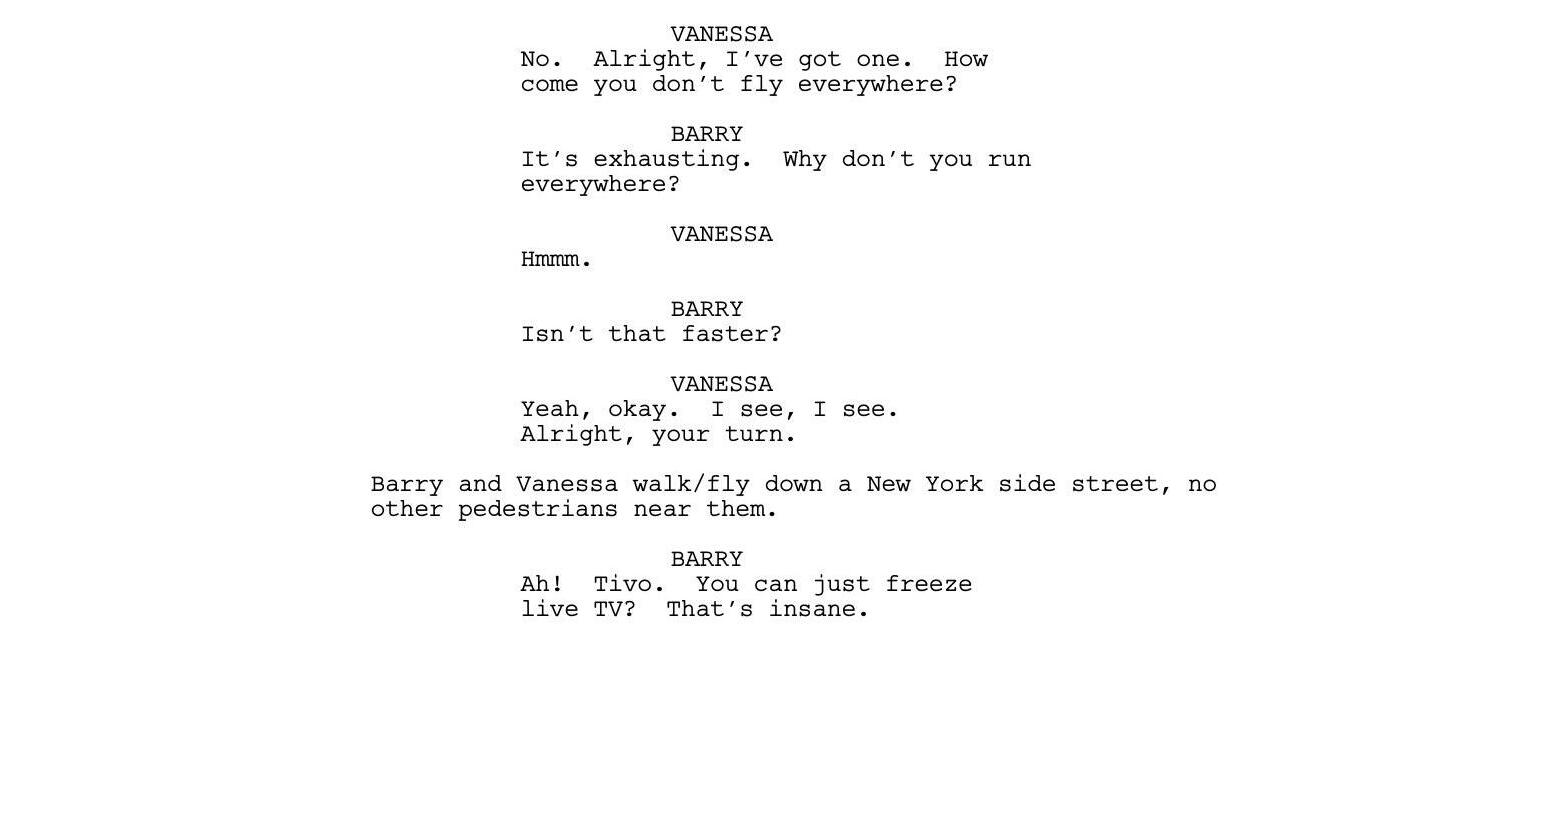 VANESSA
No.  Alright, I've got one.  How
come you don't fly everywhere?
BARRY
It's exhausting.  Why don't you run
everywhere?
VANESSA
Hmmm.
BARRY
Isn't that faster?
VANESSA
Yeah, okay.  I see, I see.
Alright, your turn.
Barry and Vanessa walk/fly down a New York side street, no
other pedestrians near them.
BARRY
Ah!  Tivo.  You can just freeze
live TV?  That's insane.